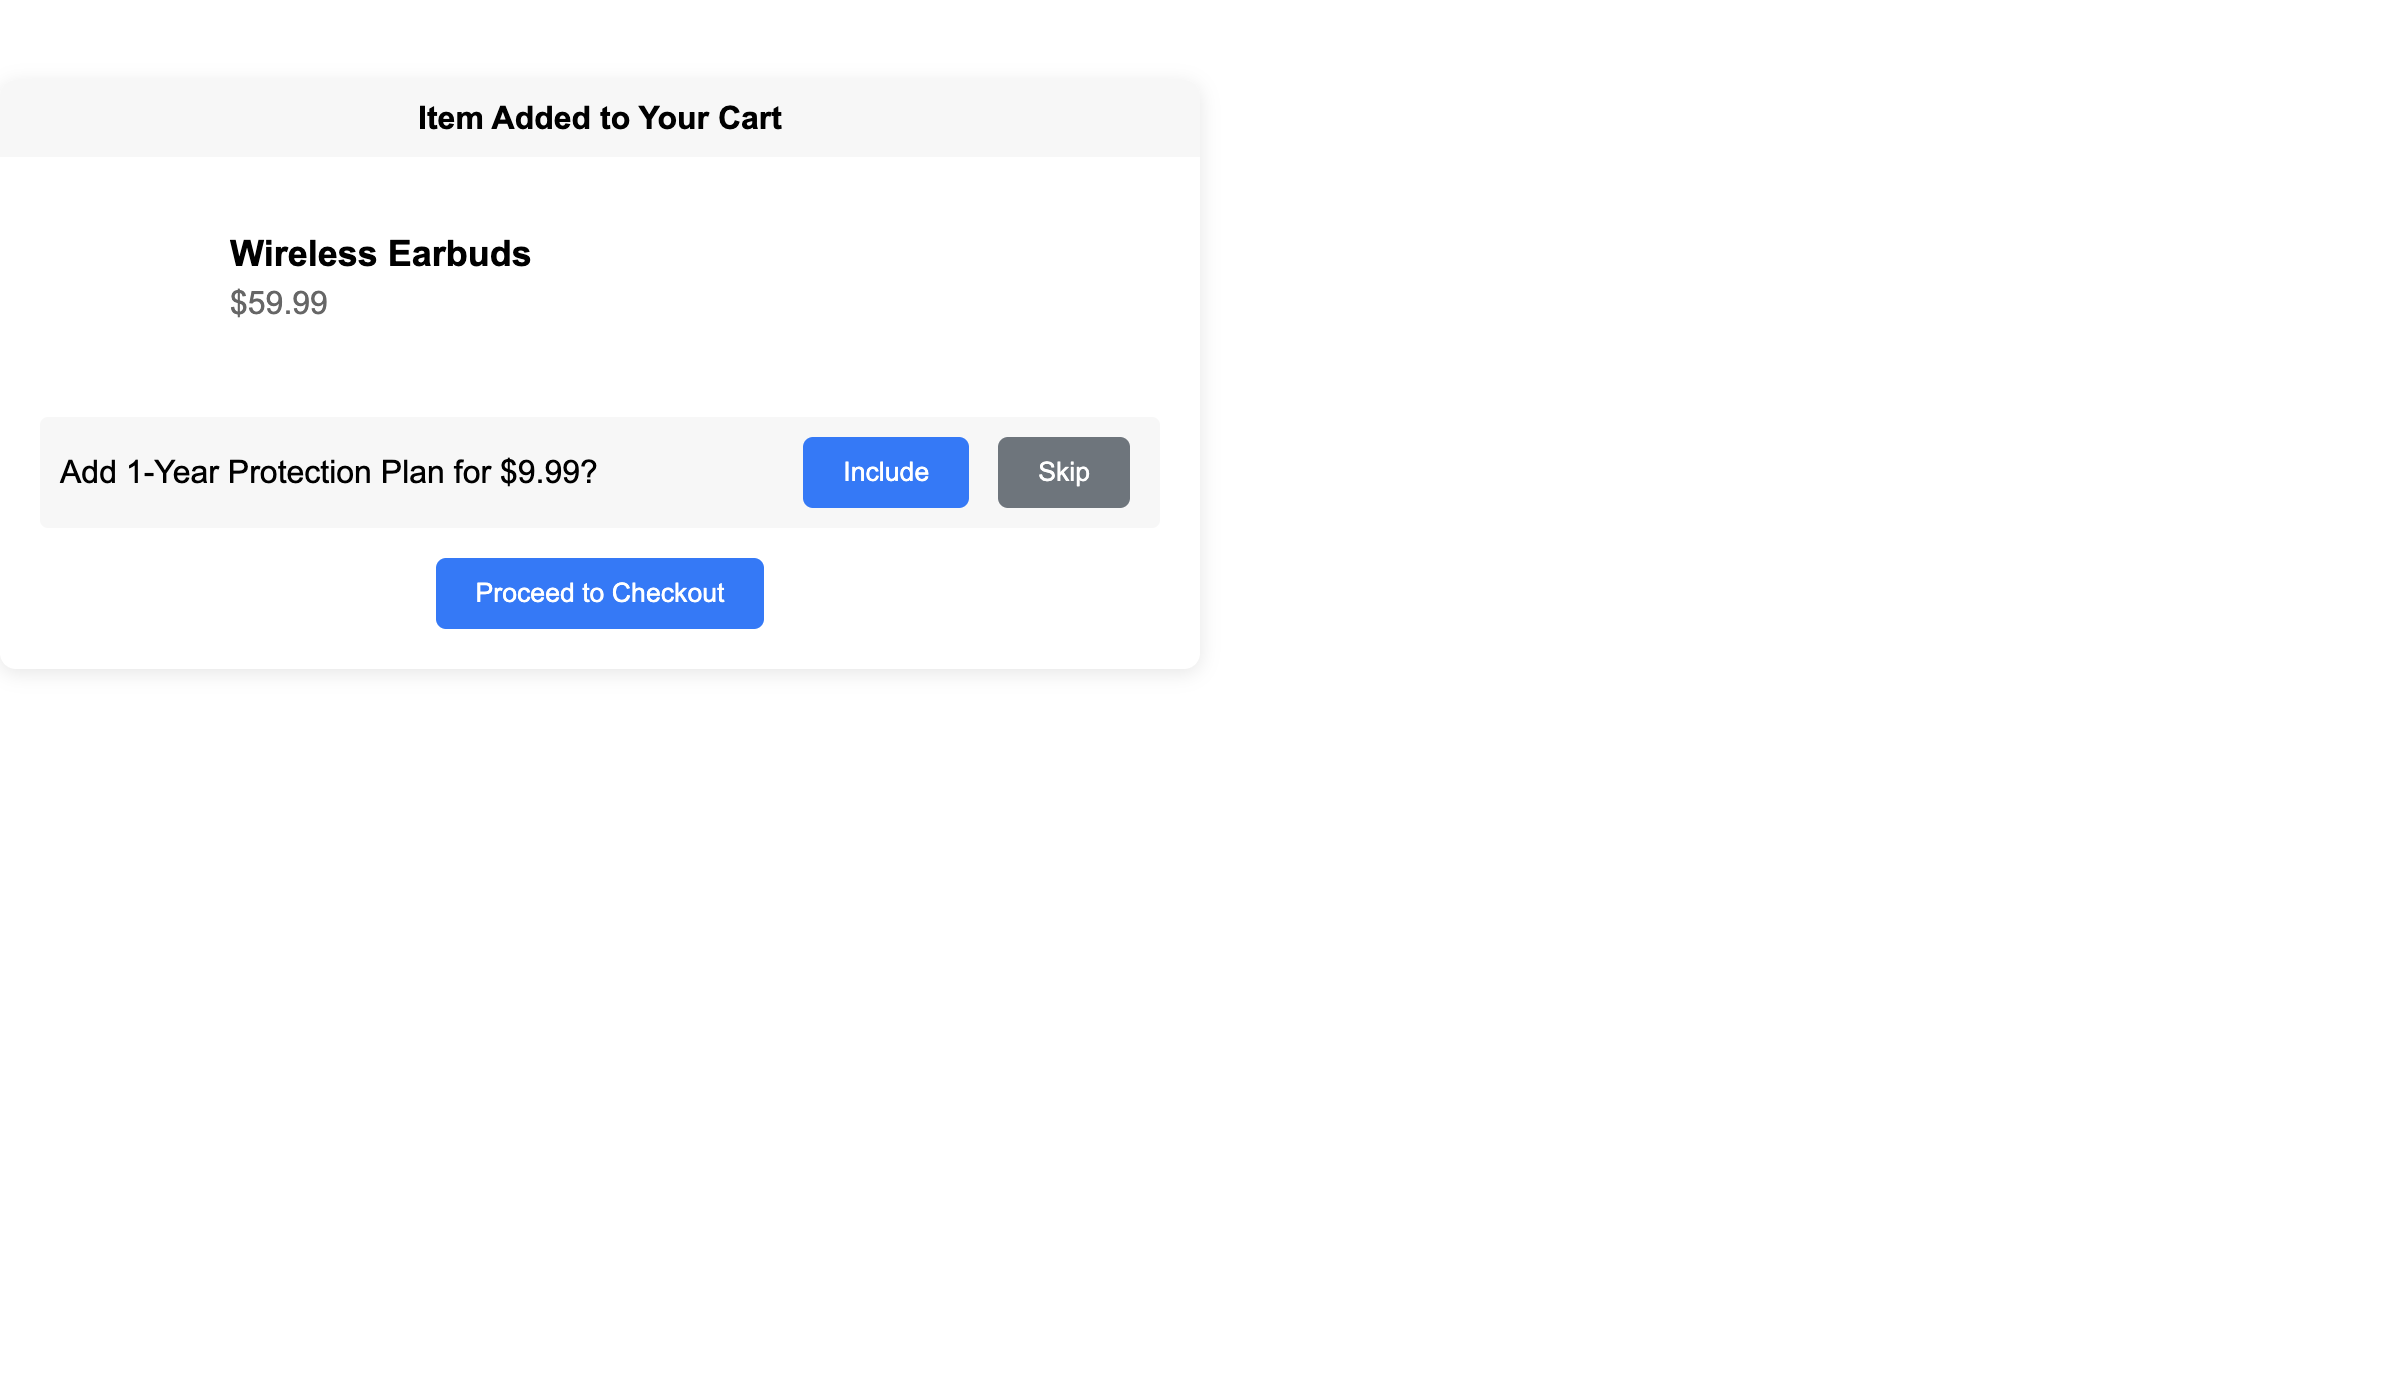 Item Added to Your Cart
Wireless Earbuds
$59.99
Add 1-Year Protection Plan for $9.99?
Include
Skip
Proceed to Checkout